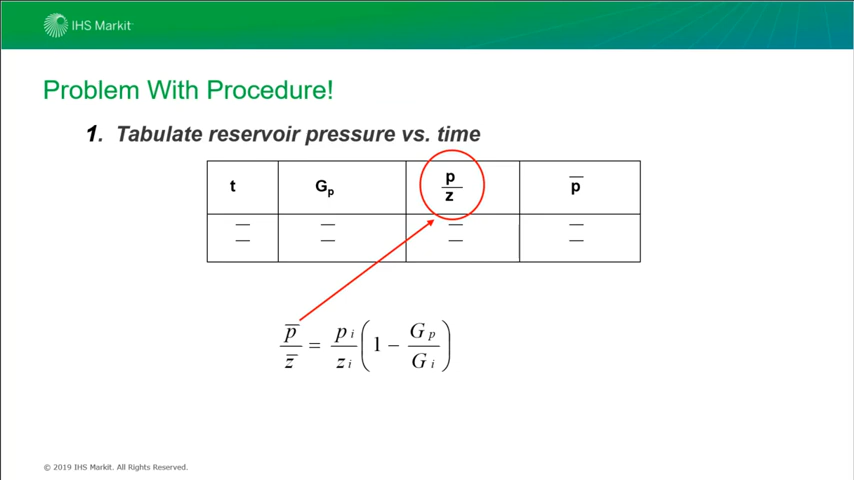 IHS Markit
Problem With Procedure!
1. Tabulate reservoir pressure vs. time
t Gₚ p/z p̅
p̅/z̅ = pᵢ/zᵢ (1 − Gₚ/Gᵢ)
© 2019 IHS Markit. All Rights Reserved.